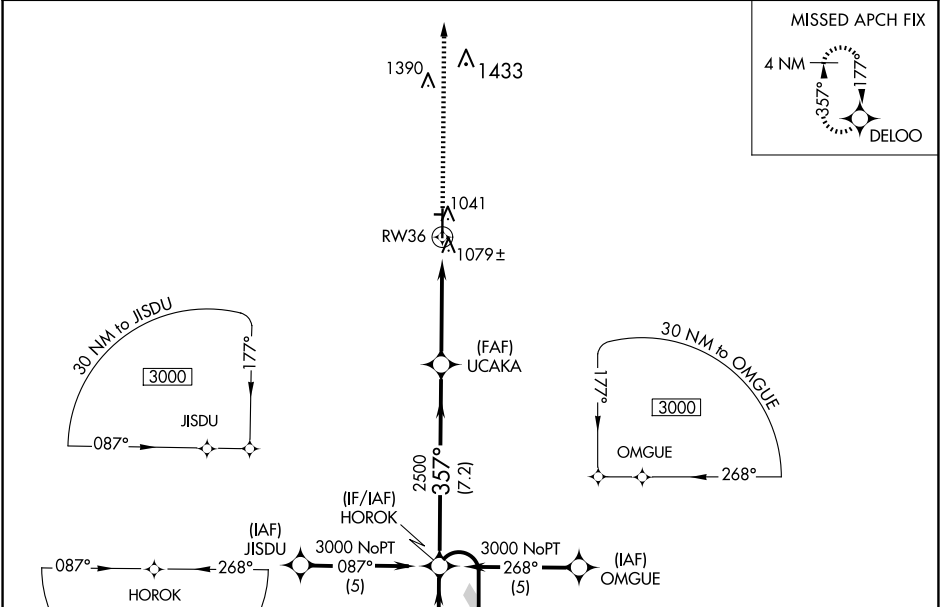 MISSED APCH FIX
4 NM
357°
177°
DELOO
1390
1433
1041
RW36
1079±
30 NM to JISDU
3000
177°
JISDU
087°
(FAF)
UCAKA
30 NM to OMGUE
177°
3000
OMGUE
268°
2500
357°
(7.2)
(IF/IAF)
HOROK
(IAF)
JISDU
3000 NoPT
087°
(5)
3000 NoPT
268°
(5)
(IAF)
OMGUE
087°
268°
HOROK